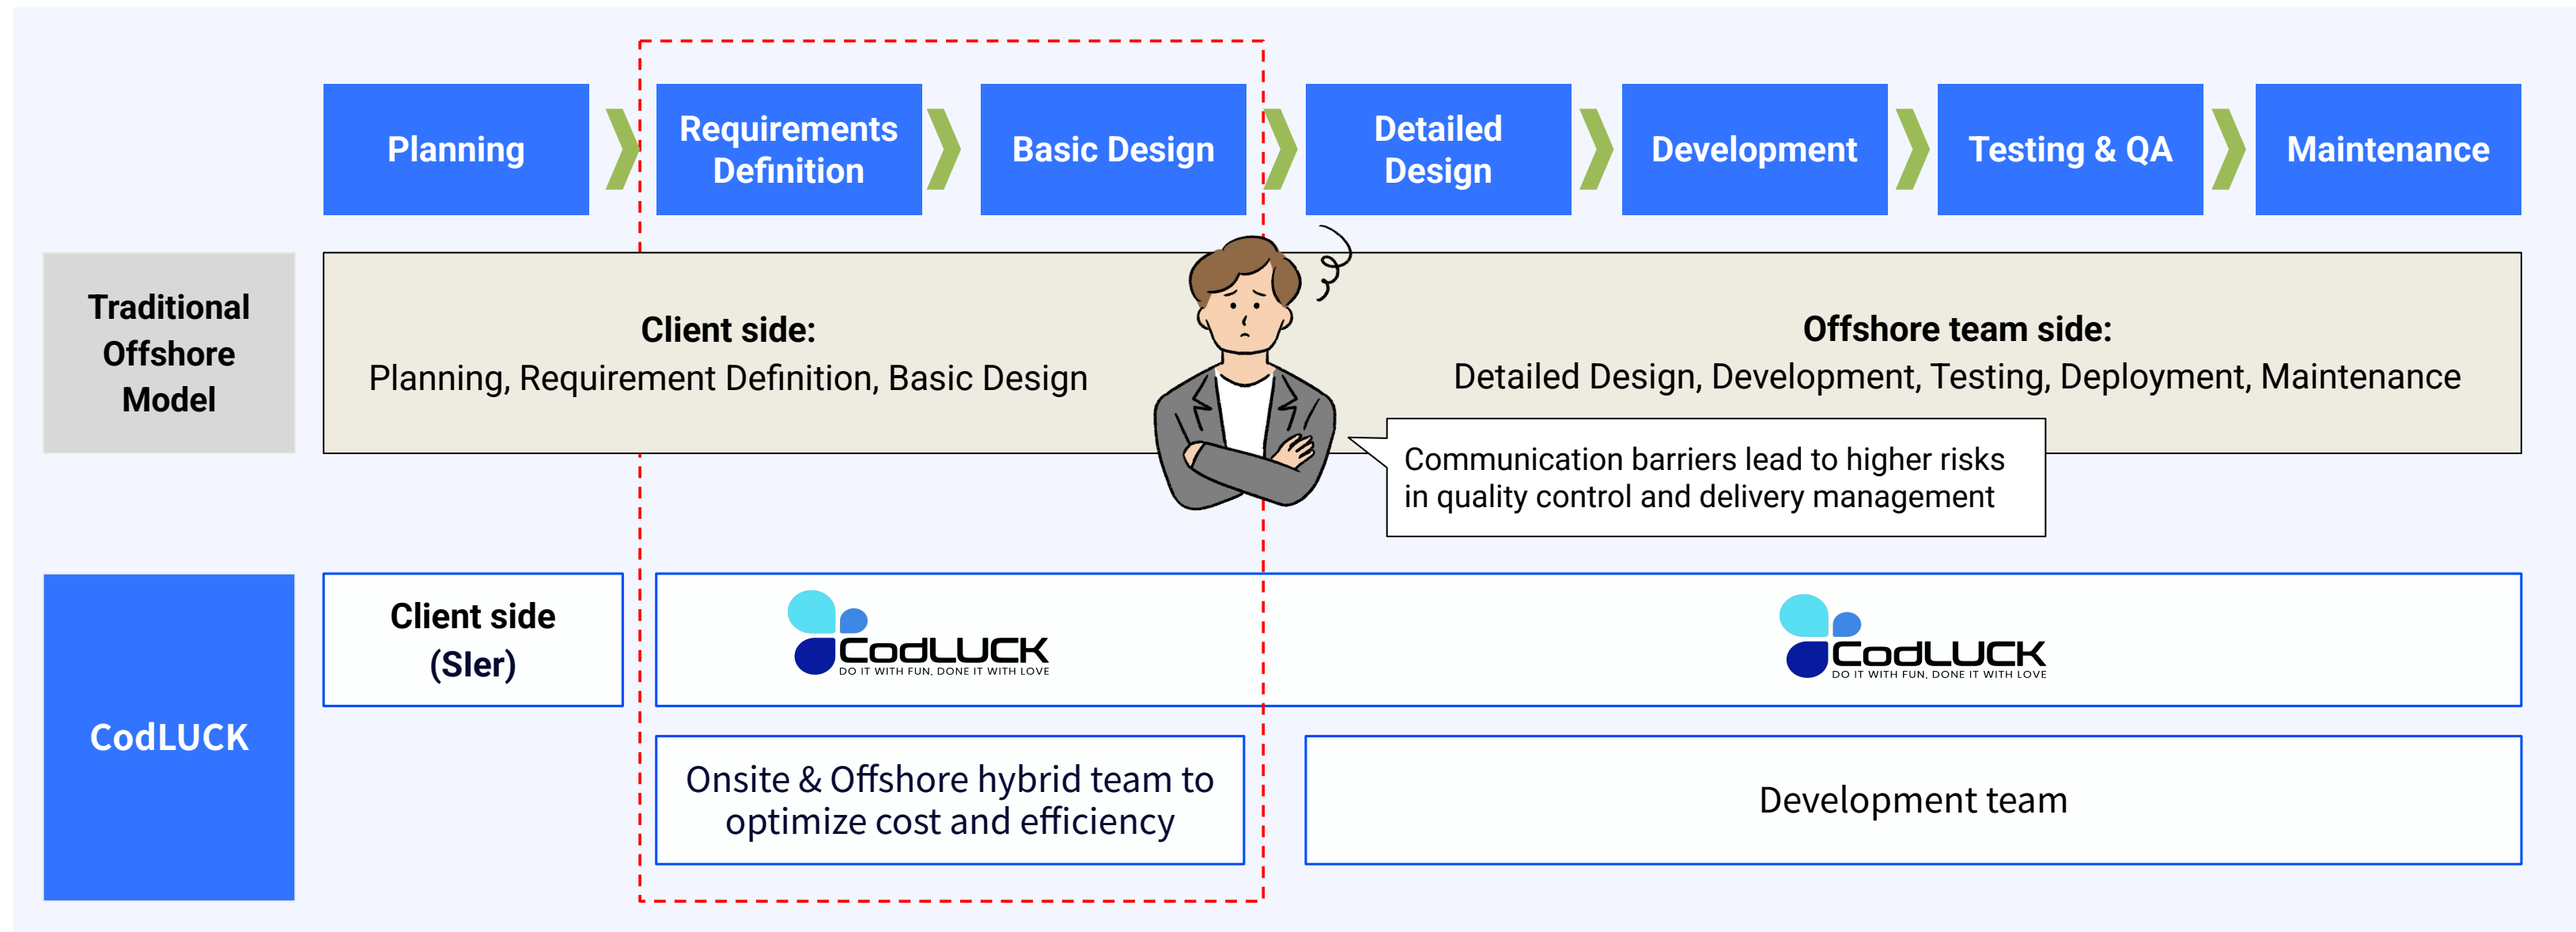 Planning
Requirements
Definition
Basic Design
Detailed
Design
Development
Testing & QA
Maintenance
Traditional
Offshore
Model
Client side:
Planning, Requirement Definition, Basic Design
Offshore team side:
Detailed Design, Development, Testing, Deployment, Maintenance
Communication barriers lead to higher risks
in quality control and delivery management
CodLUCK
Client side
(SIer)
CodLUCK
DO IT WITH FUN, DONE IT WITH LOVE
CodLUCK
DO IT WITH FUN, DONE IT WITH LOVE
Onsite & Offshore hybrid team to
optimize cost and efficiency
Development team